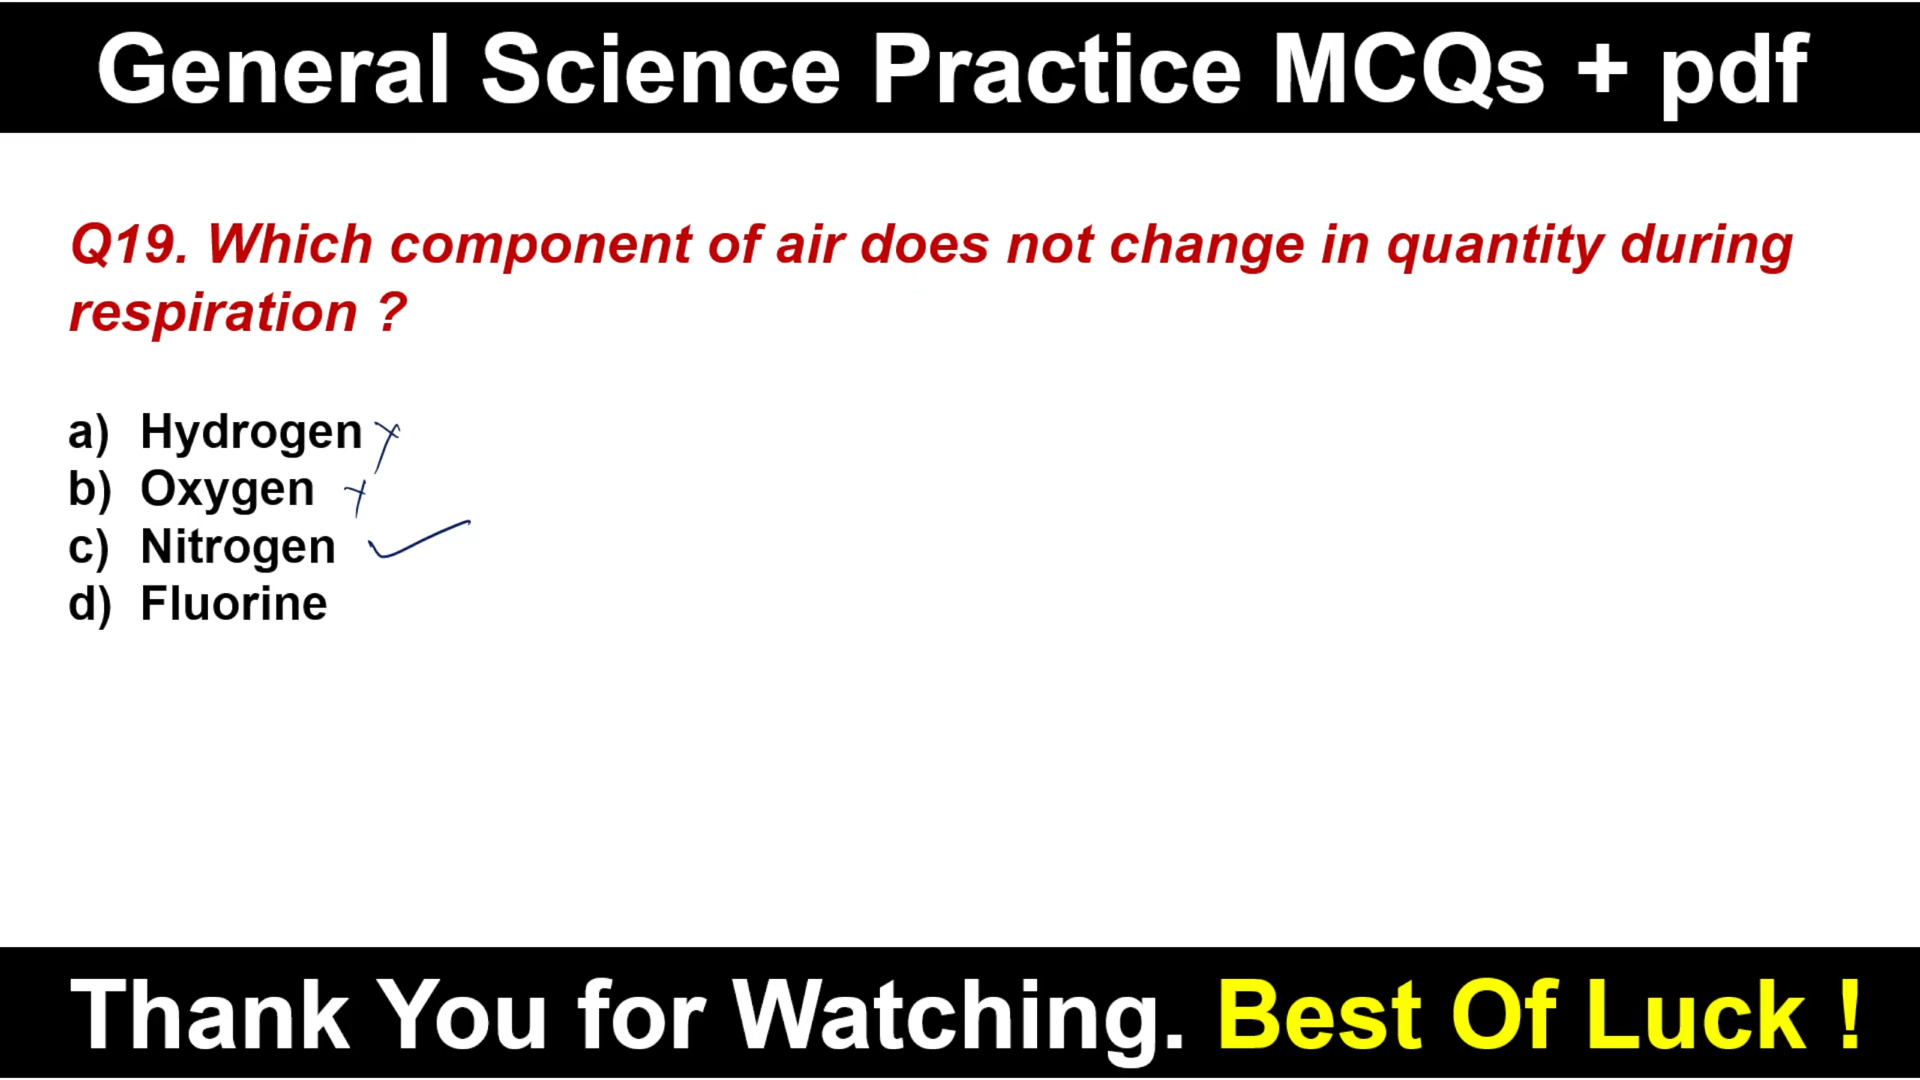 General Science Practice MCQs + pdf
Q19. Which component of air does not change in quantity during
respiration ?
a) Hydrogen
b) Oxygen
c) Nitrogen
d) Fluorine
Thank You for Watching. Best Of Luck !